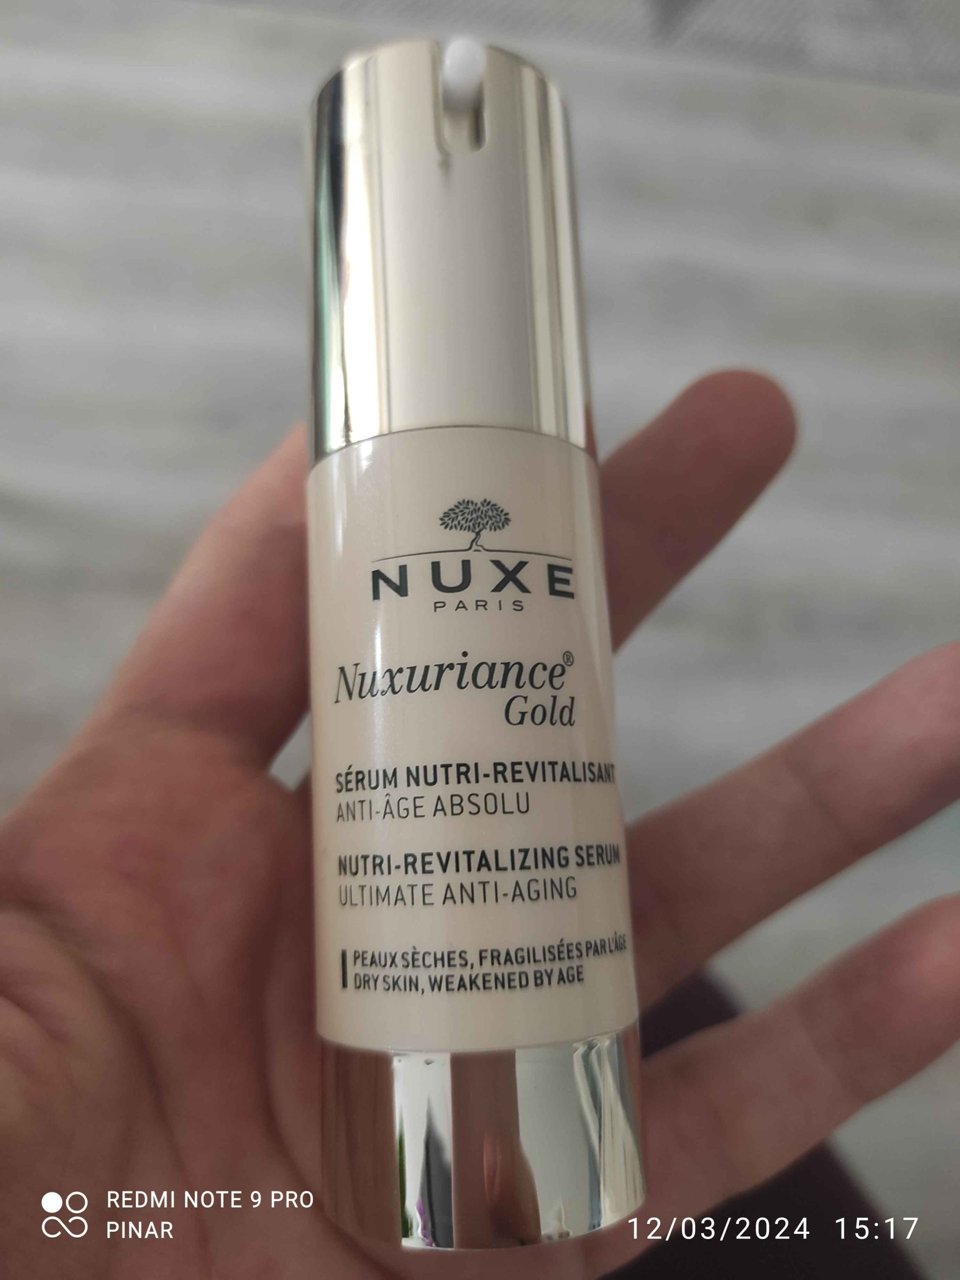 NUXE
PARIS
Nuxuriance®
Gold
SÉRUM NUTRI-REVITALISANT
ANTI-ÂGE ABSOLU
NUTRI-REVITALIZING SERUM
ULTIMATE ANTI-AGING
PEAUX SÈCHES, FRAGILISÉES PAR L'ÂGE
DRY SKIN, WEAKENED BY AGE
REDMI NOTE 9 PRO
PINAR
12/03/2024 15:17